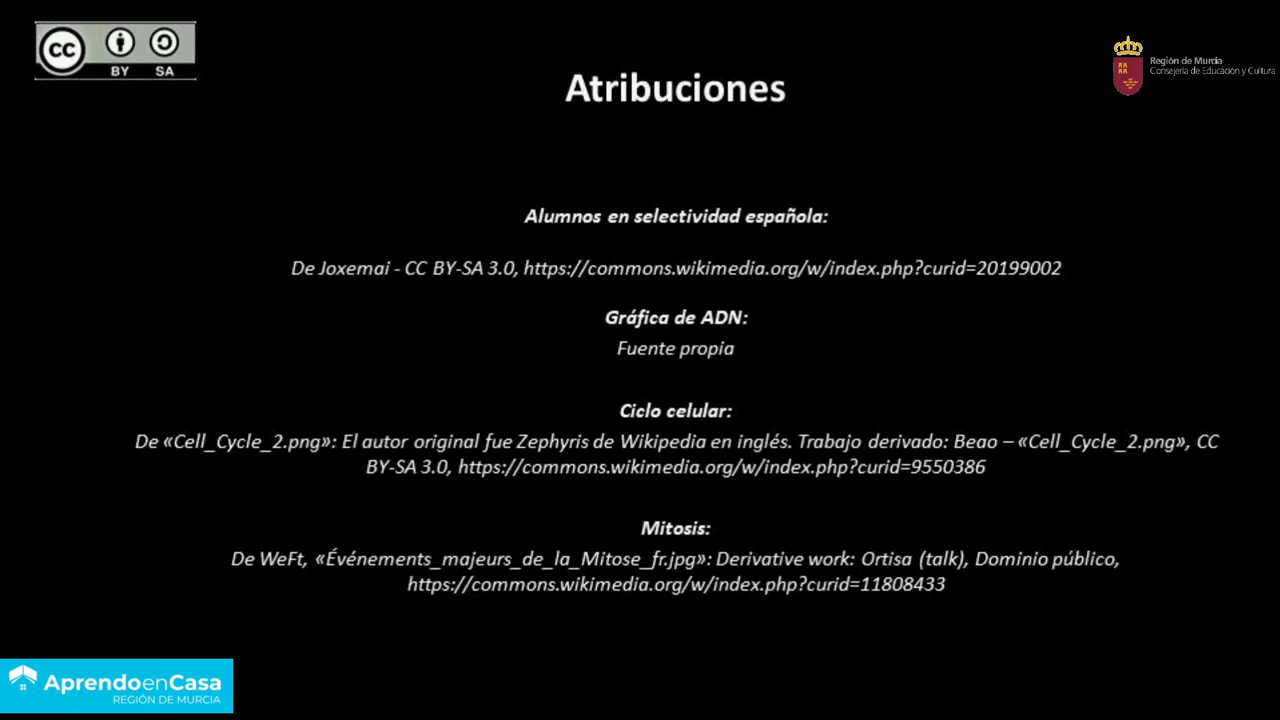 CC
BY SA
Región de Murcia
Consejería de Educación y Cultura
Atribuciones
Alumnos en selectividad española:
De Joxemai - CC BY-SA 3.0, https://commons.wikimedia.org/w/index.php?curid=20199002
Gráfica de ADN:
Fuente propia
Ciclo celular:
De «Cell_Cycle_2.png»: El autor original fue Zephyris de Wikipedia en inglés. Trabajo derivado: Beao – «Cell_Cycle_2.png», CC
BY-SA 3.0, https://commons.wikimedia.org/w/index.php?curid=9550386
Mitosis:
De WeFt, «Événements_majeurs_de_la_Mitose_fr.jpg»: Derivative work: Ortisa (talk), Dominio público,
https://commons.wikimedia.org/w/index.php?curid=11808433
AprendoenCasa
REGIÓN DE MURCIA